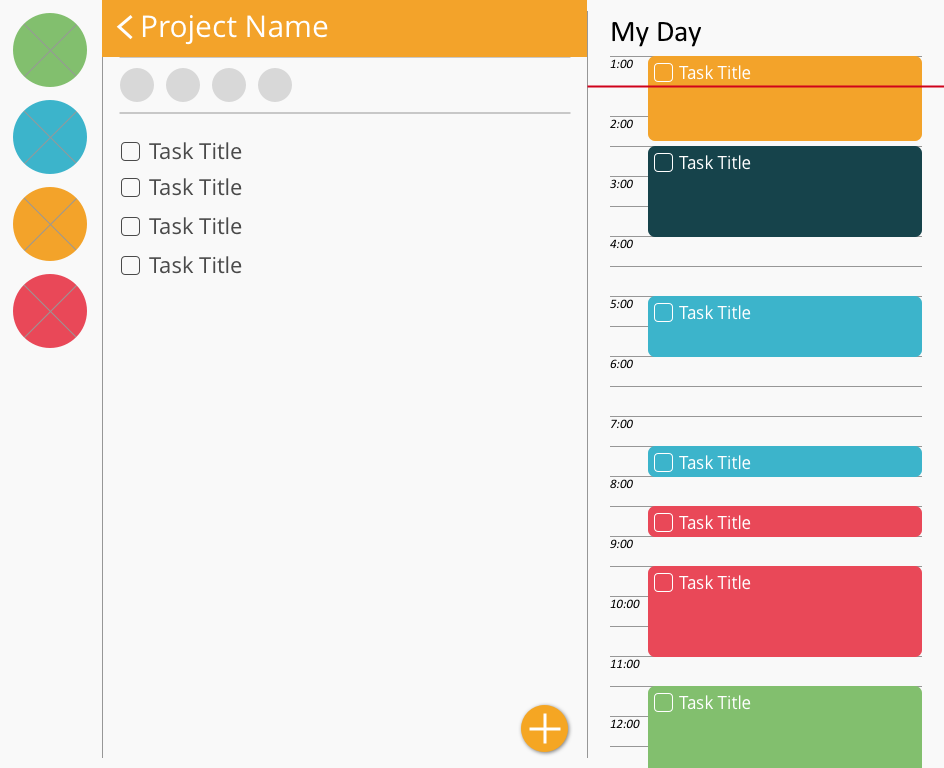 Project Name
Task Title
Task Title
Task Title
Task Title
My Day
1:00
Task Title
2:00
Task Title
3:00
4:00
5:00
Task Title
6:00
7:00
Task Title
8:00
Task Title
9:00
Task Title
10:00
11:00
Task Title
12:00